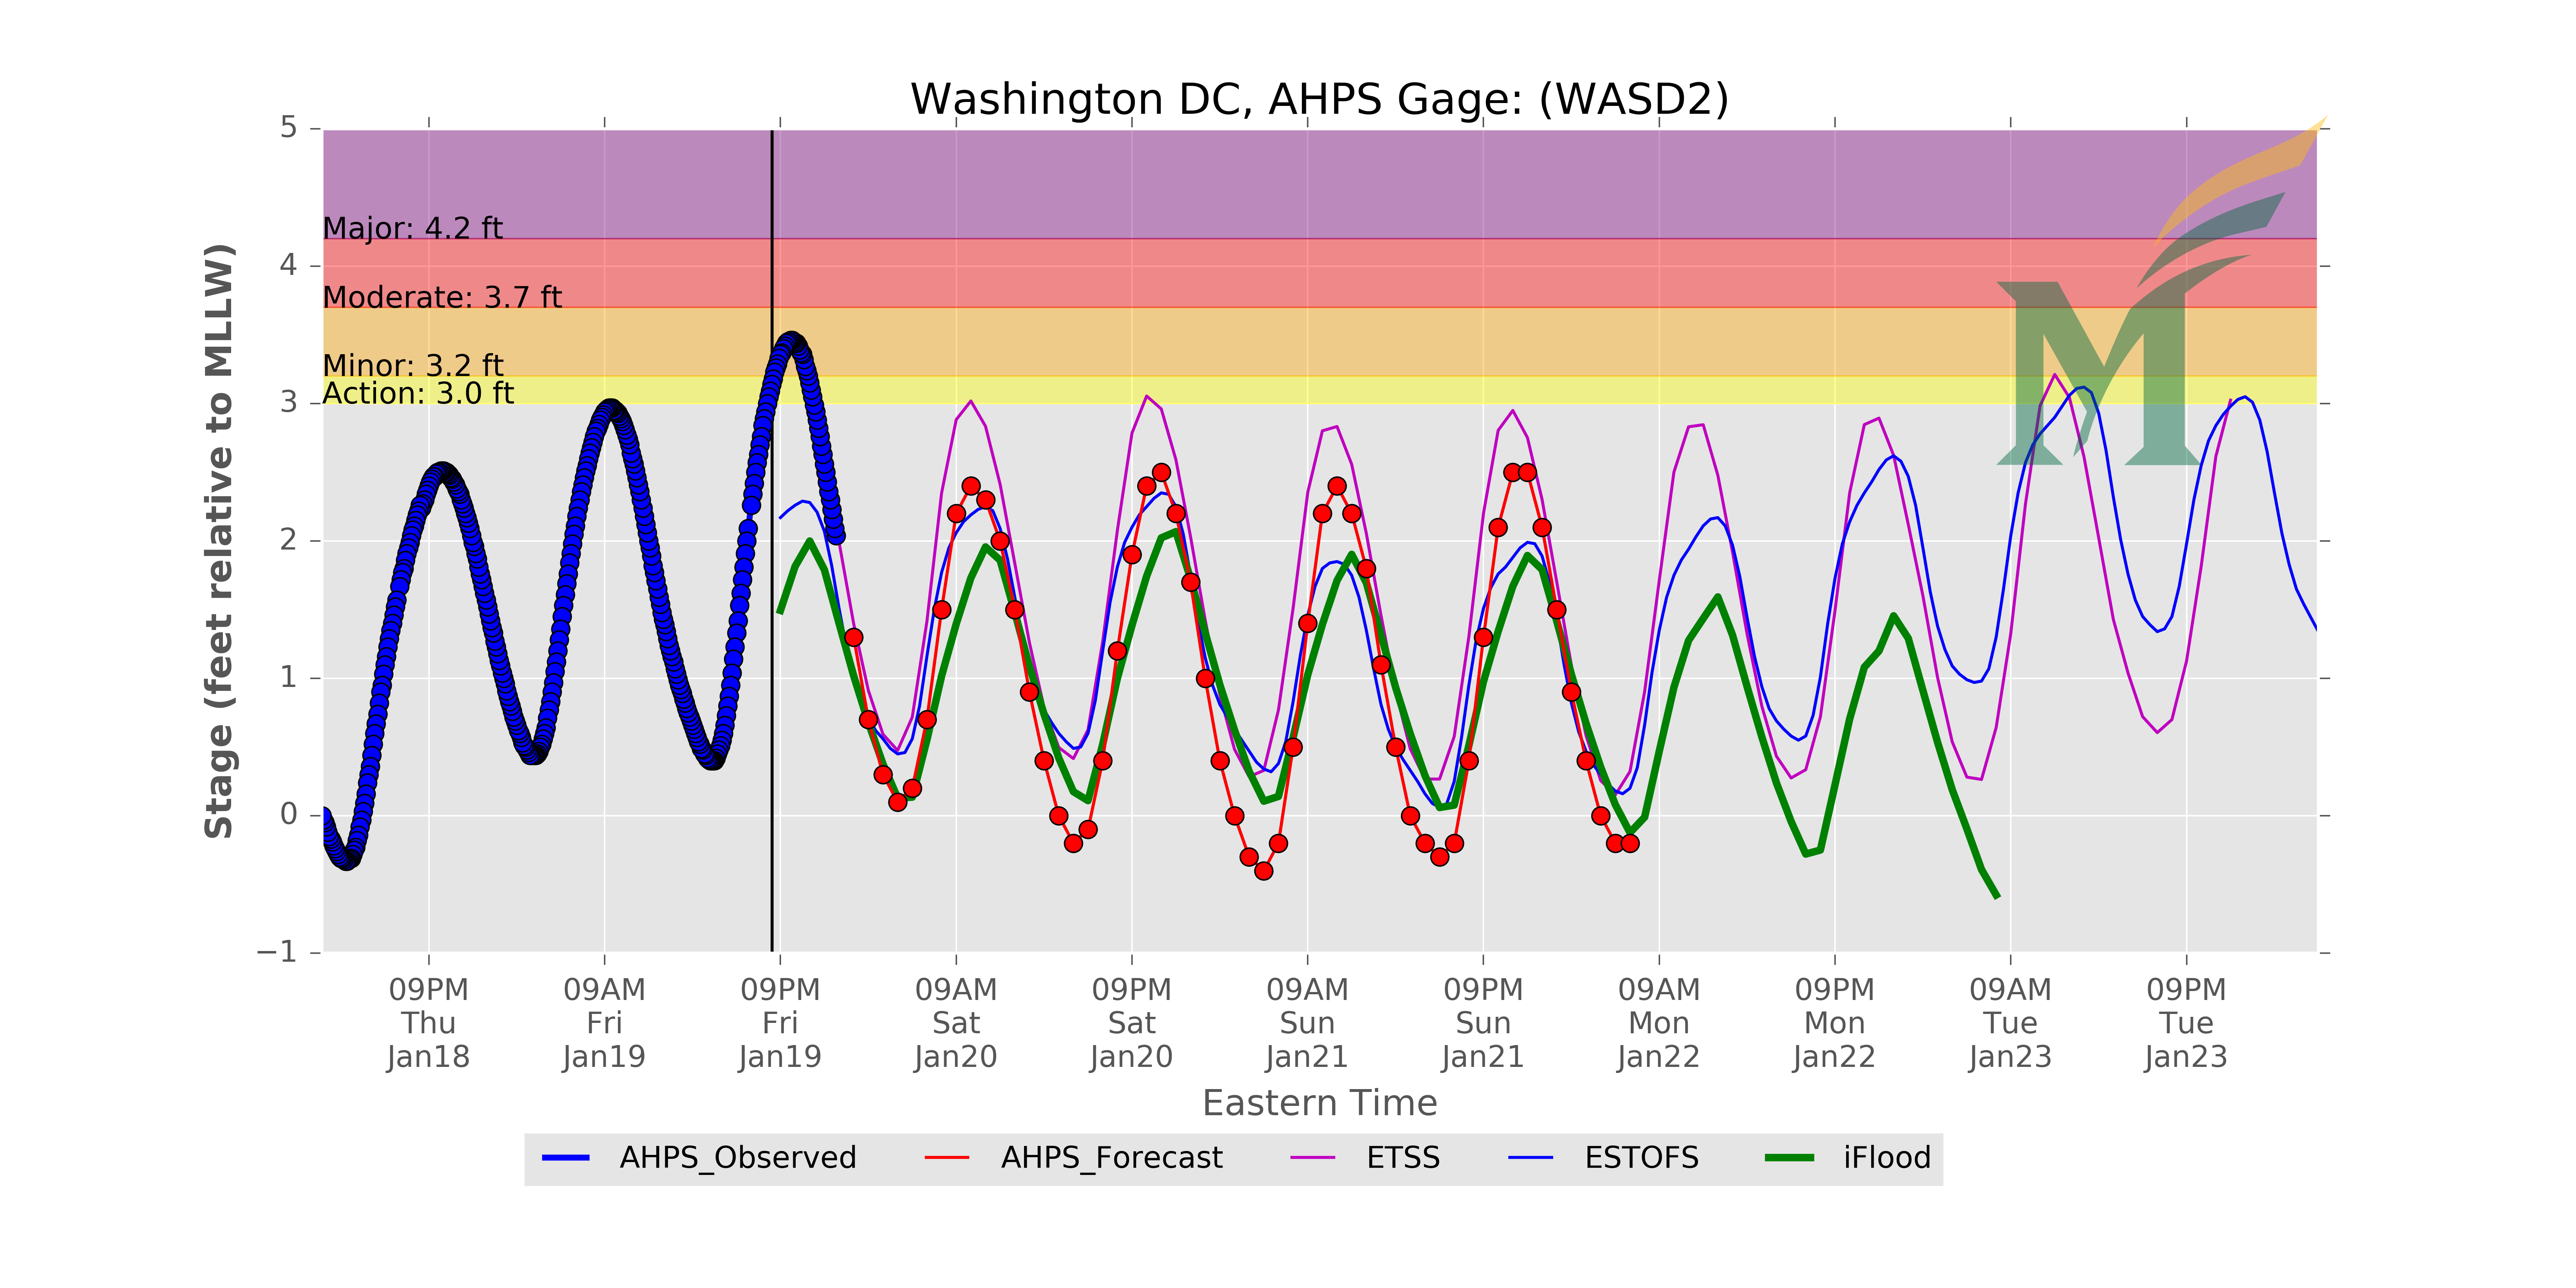 Washington DC, AHPS Gage: (WASD2)
Stage (feet relative to MLLW)
5
4
3
2
1
0
−1
Major: 4.2 ft
Moderate: 3.7 ft
Minor: 3.2 ft
Action: 3.0 ft
09PM 09AM 09PM 09AM 09PM 09AM 09PM 09AM 09PM 09AM 09PM
Thu Fri Fri Sat Sat Sun Sun Mon Mon Tue Tue
Jan18 Jan19 Jan19 Jan20 Jan20 Jan21 Jan21 Jan22 Jan22 Jan23 Jan23
Eastern Time
AHPS_Observed AHPS_Forecast ETSS ESTOFS iFlood